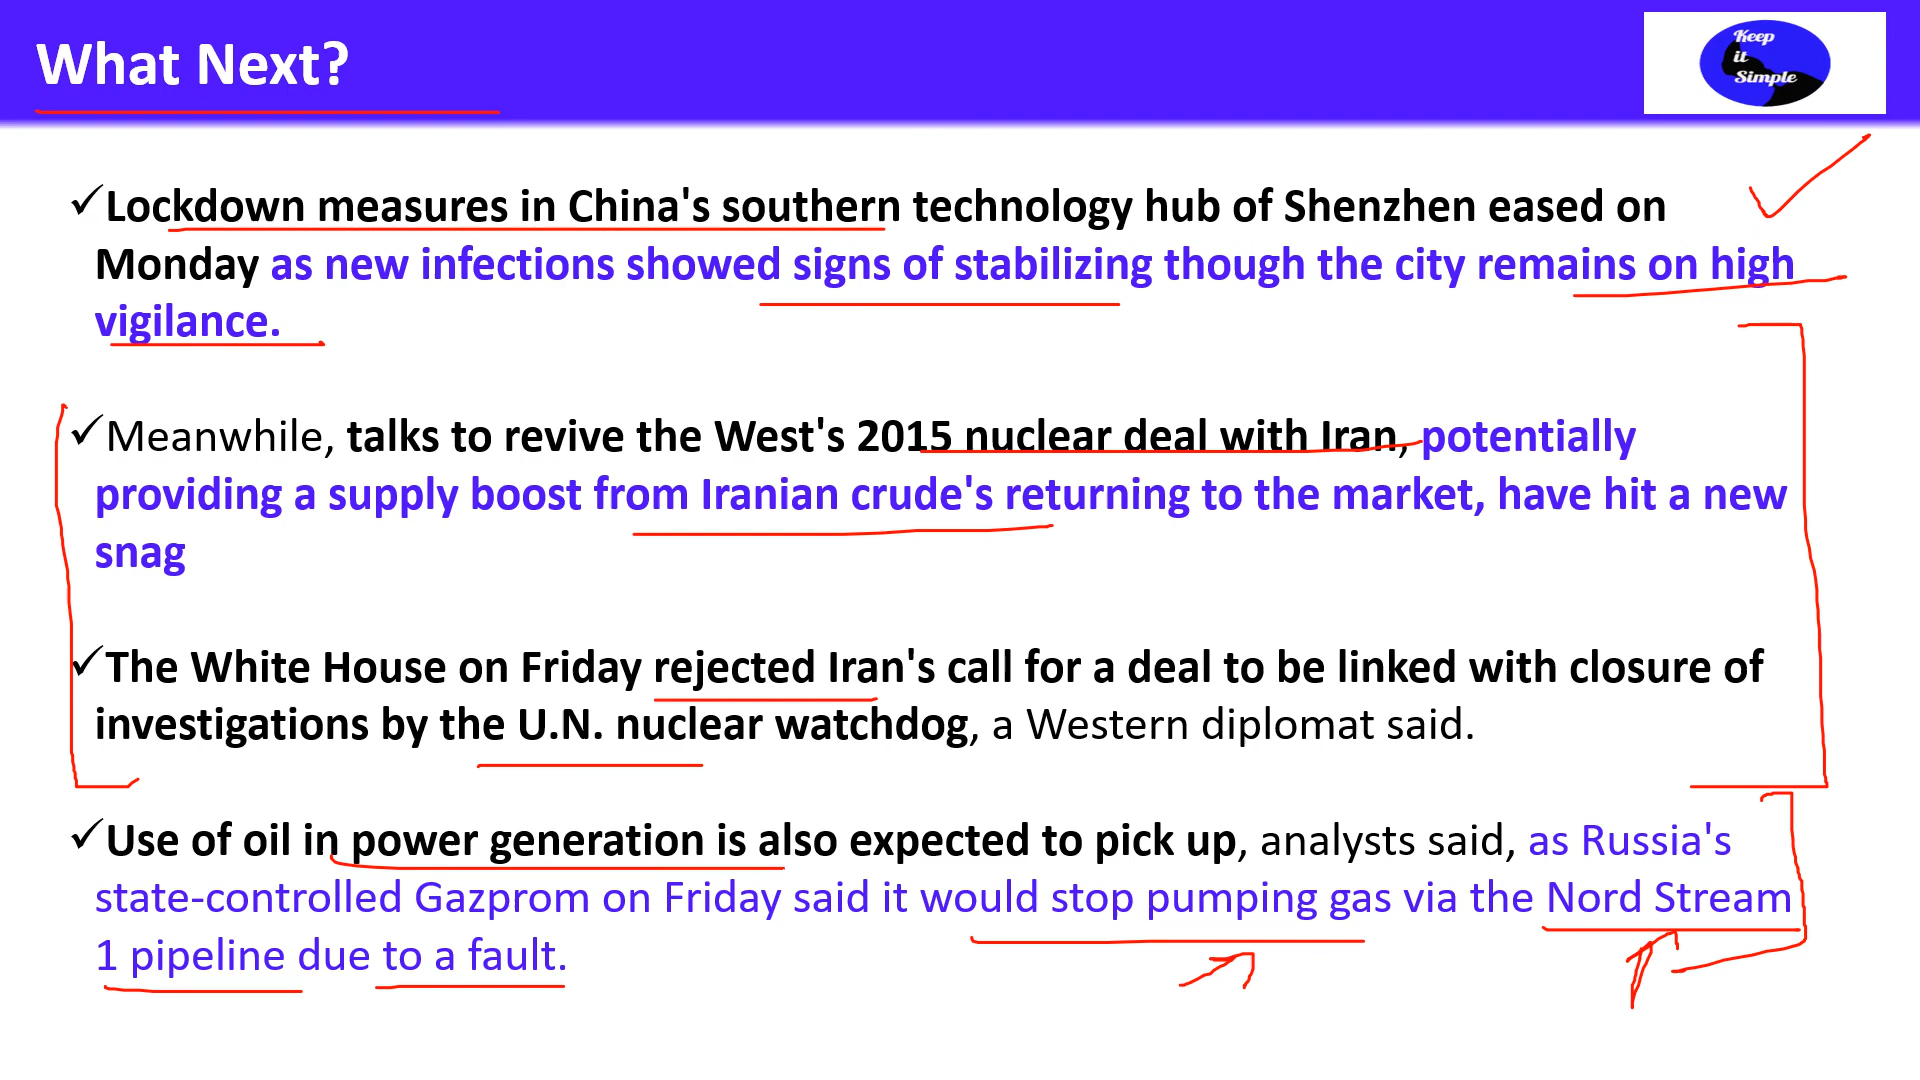 What Next?
Keep
it
Simple
✓Lockdown measures in China's southern technology hub of Shenzhen eased on
Monday as new infections showed signs of stabilizing though the city remains on high
vigilance.
✓Meanwhile, talks to revive the West's 2015 nuclear deal with Iran, potentially
providing a supply boost from Iranian crude's returning to the market, have hit a new
snag
✓The White House on Friday rejected Iran's call for a deal to be linked with closure of
investigations by the U.N. nuclear watchdog, a Western diplomat said.
✓Use of oil in power generation is also expected to pick up, analysts said, as Russia's
state-controlled Gazprom on Friday said it would stop pumping gas via the Nord Stream
1 pipeline due to a fault.